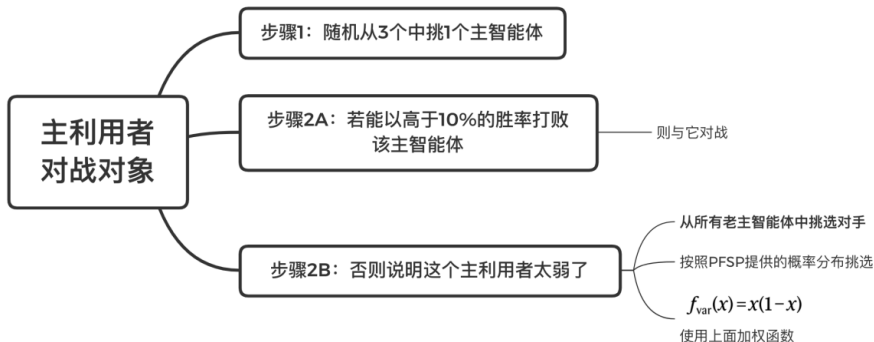 主利用者
对战对象
步骤1：随机从3个中挑1个主智能体
步骤2A：若能以高于10%的胜率打败
该主智能体
则与它对战
步骤2B：否则说明这个主利用者太弱了
从所有老主智能体中挑选对手
按照PFSP提供的概率分布挑选
f_var(x)=x(1−x)
使用上面加权函数